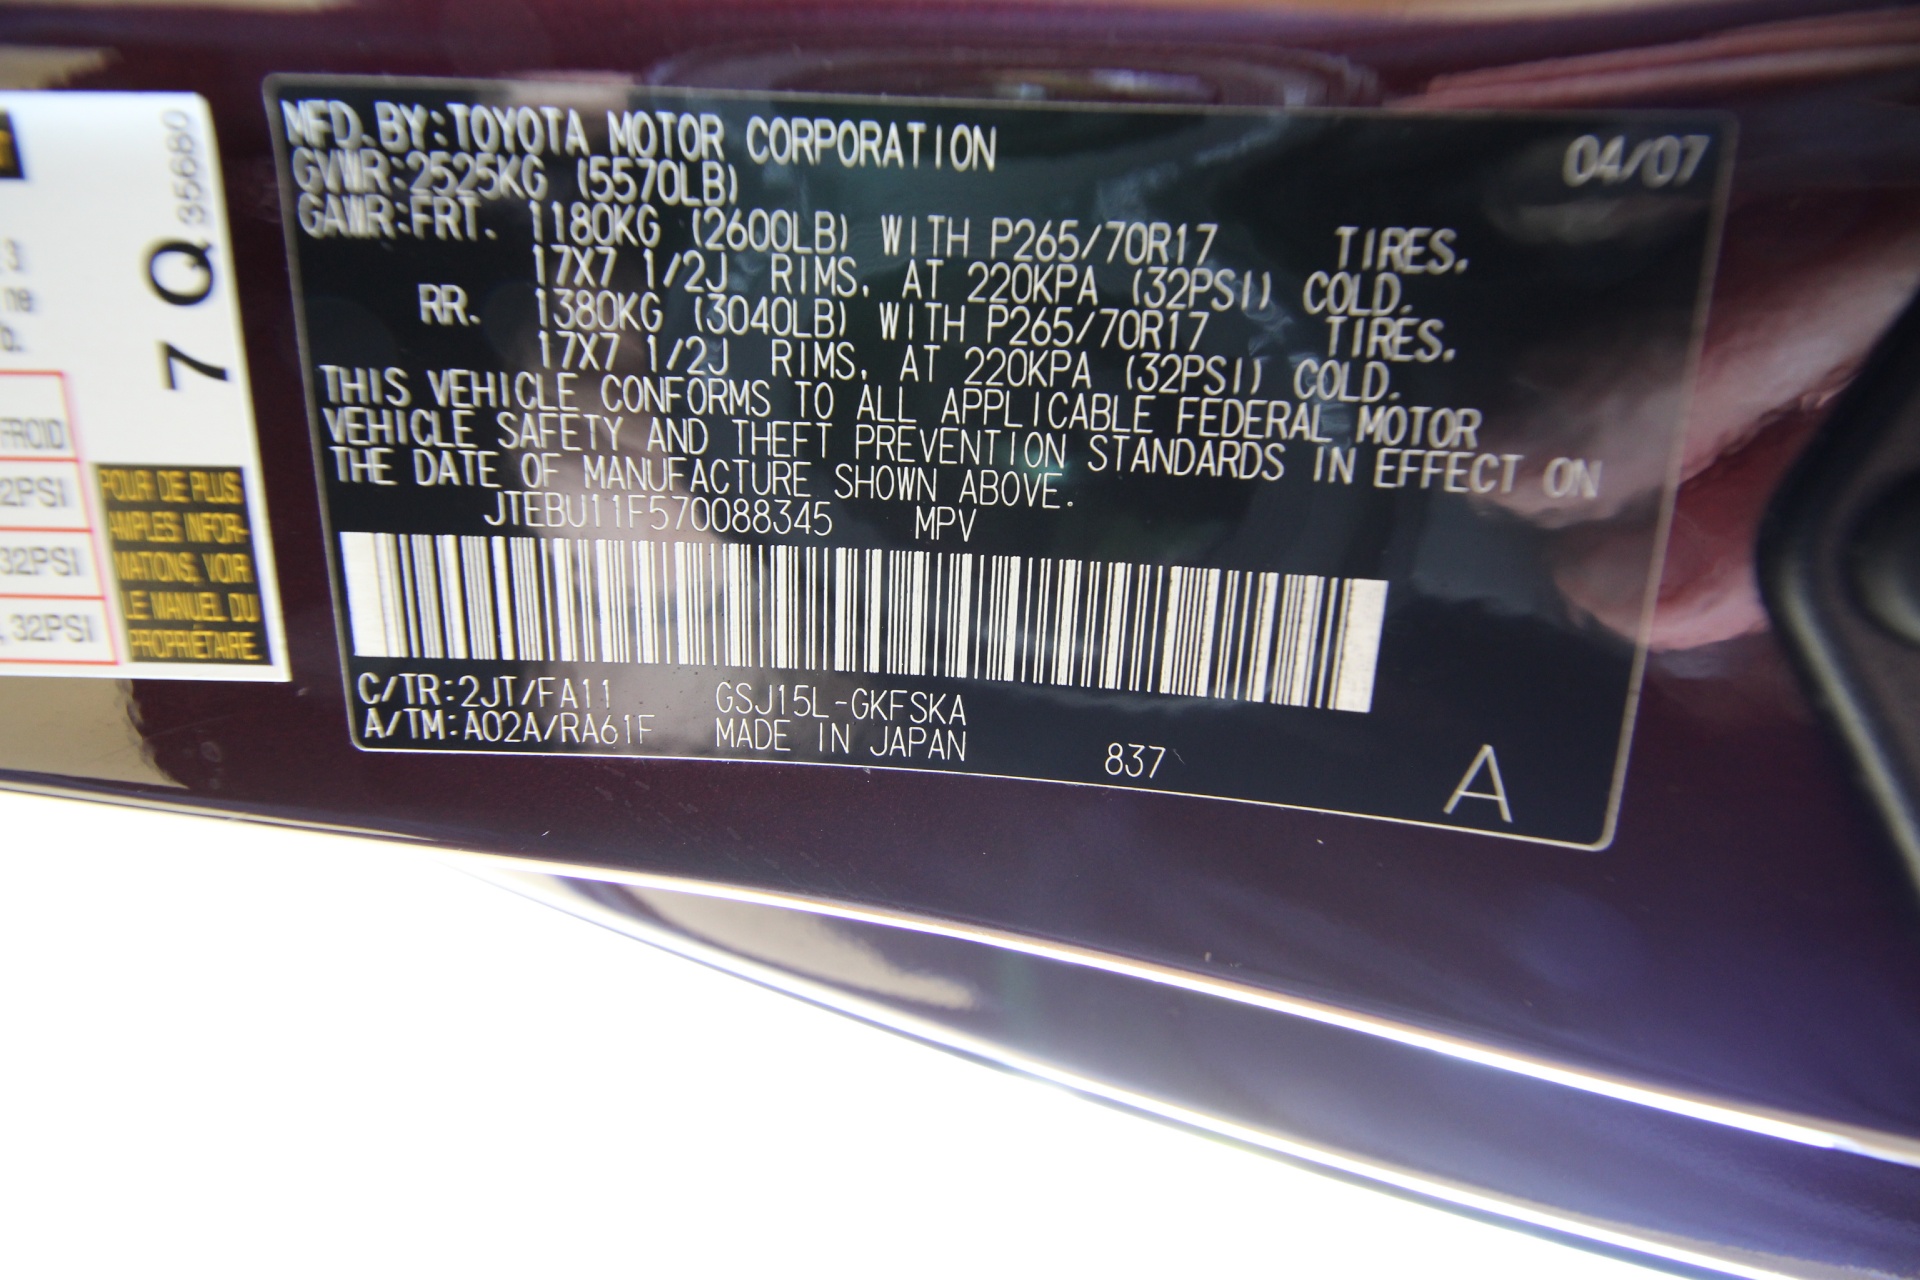 MFD.BY:TOYOTA MOTOR CORPORATION 04/07
GVWR:2525KG (5570LB)
GAWR:FRT. 1180KG (2600LB) WITH P265/70R17 TIRES,
17X7 1/2J RIMS, AT 220KPA (32PSI) COLD.
RR. 1380KG (3040LB) WITH P265/70R17 TIRES,
17X7 1/2J RIMS, AT 220KPA (32PSI) COLD.
THIS VEHICLE CONFORMS TO ALL APPLICABLE FEDERAL MOTOR
VEHICLE SAFETY AND THEFT PREVENTION STANDARDS IN EFFECT ON
THE DATE OF MANUFACTURE SHOWN ABOVE.
JTEBU11F570088345 MPV
C/TR:2JT/FA11 GSJ15L-GKFSKA
A/TM:A02A/RA61F MADE IN JAPAN 837
A
7 Q 35680
FROID
2PSI
32PSI
, 32PSI
POUR DE PLUS
AMPLES INFOR-
MATIONS, VOIR
LE MANUEL DU
PROPRIÉTAIRE.